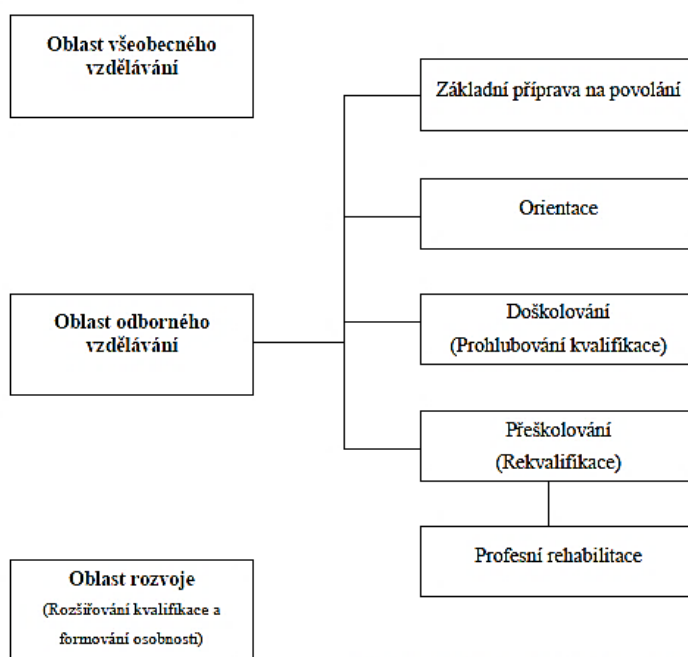 Oblast všeobecného
vzdělávání
Základní příprava na povolání
Orientace
Oblast odborného
vzdělávání
Doškolování
(Prohlubování kvalifikace)
Přeškolování
(Rekvalifikace)
Profesní rehabilitace
Oblast rozvoje
(Rozšiřování kvalifikace a
formování osobnosti)